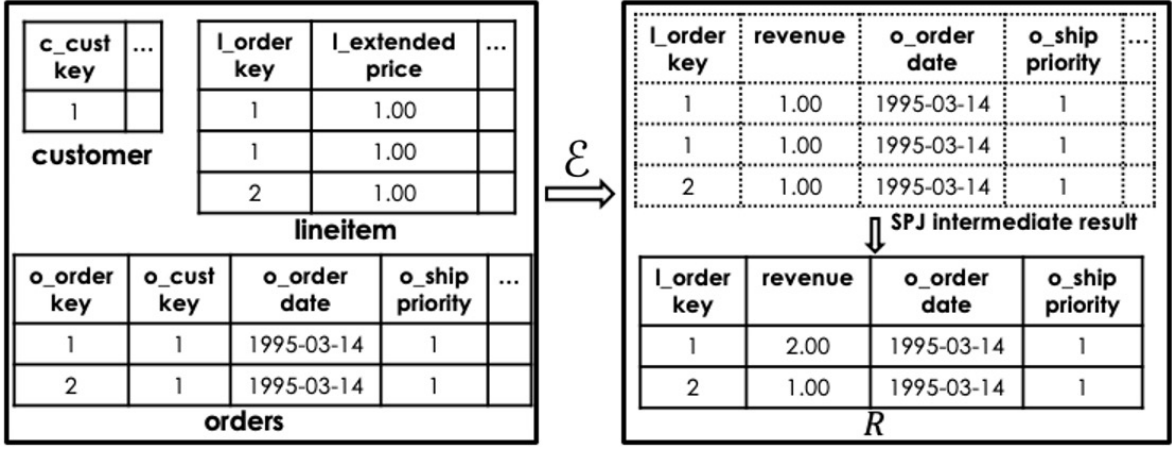 c_cust ...
key
1
customer
l_order l_extended ...
key price
1 1.00
1 1.00
2 1.00
lineitem
o_order o_cust o_order o_ship ...
key key date priority
1 1 1995-03-14 1
2 1 1995-03-14 1
orders
ℰ
l_order revenue o_order o_ship ...
key date priority
1 1.00 1995-03-14 1
1 1.00 1995-03-14 1
2 1.00 1995-03-14 1
SPJ intermediate result
l_order revenue o_order o_ship
key date priority
1 2.00 1995-03-14 1
2 1.00 1995-03-14 1
R